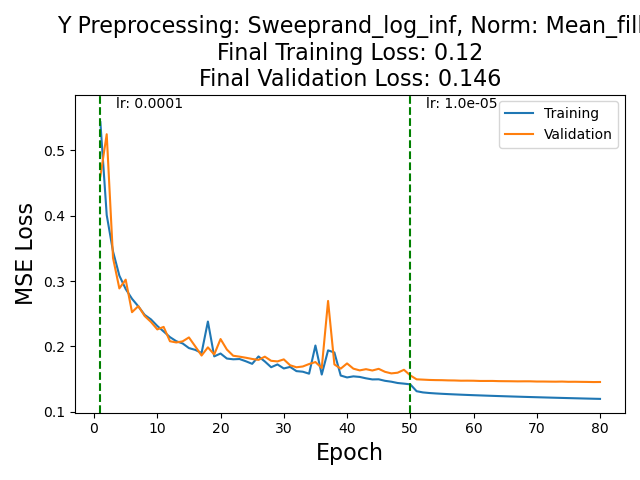 Y Preprocessing: Sweeprand_log_inf, Norm: Mean_fill
Final Training Loss: 0.12
Final Validation Loss: 0.146
lr: 0.0001
lr: 1.0e-05
Training
Validation
MSE Loss
0.5
0.4
0.3
0.2
0.1
0 10 20 30 40 50 60 70 80
Epoch